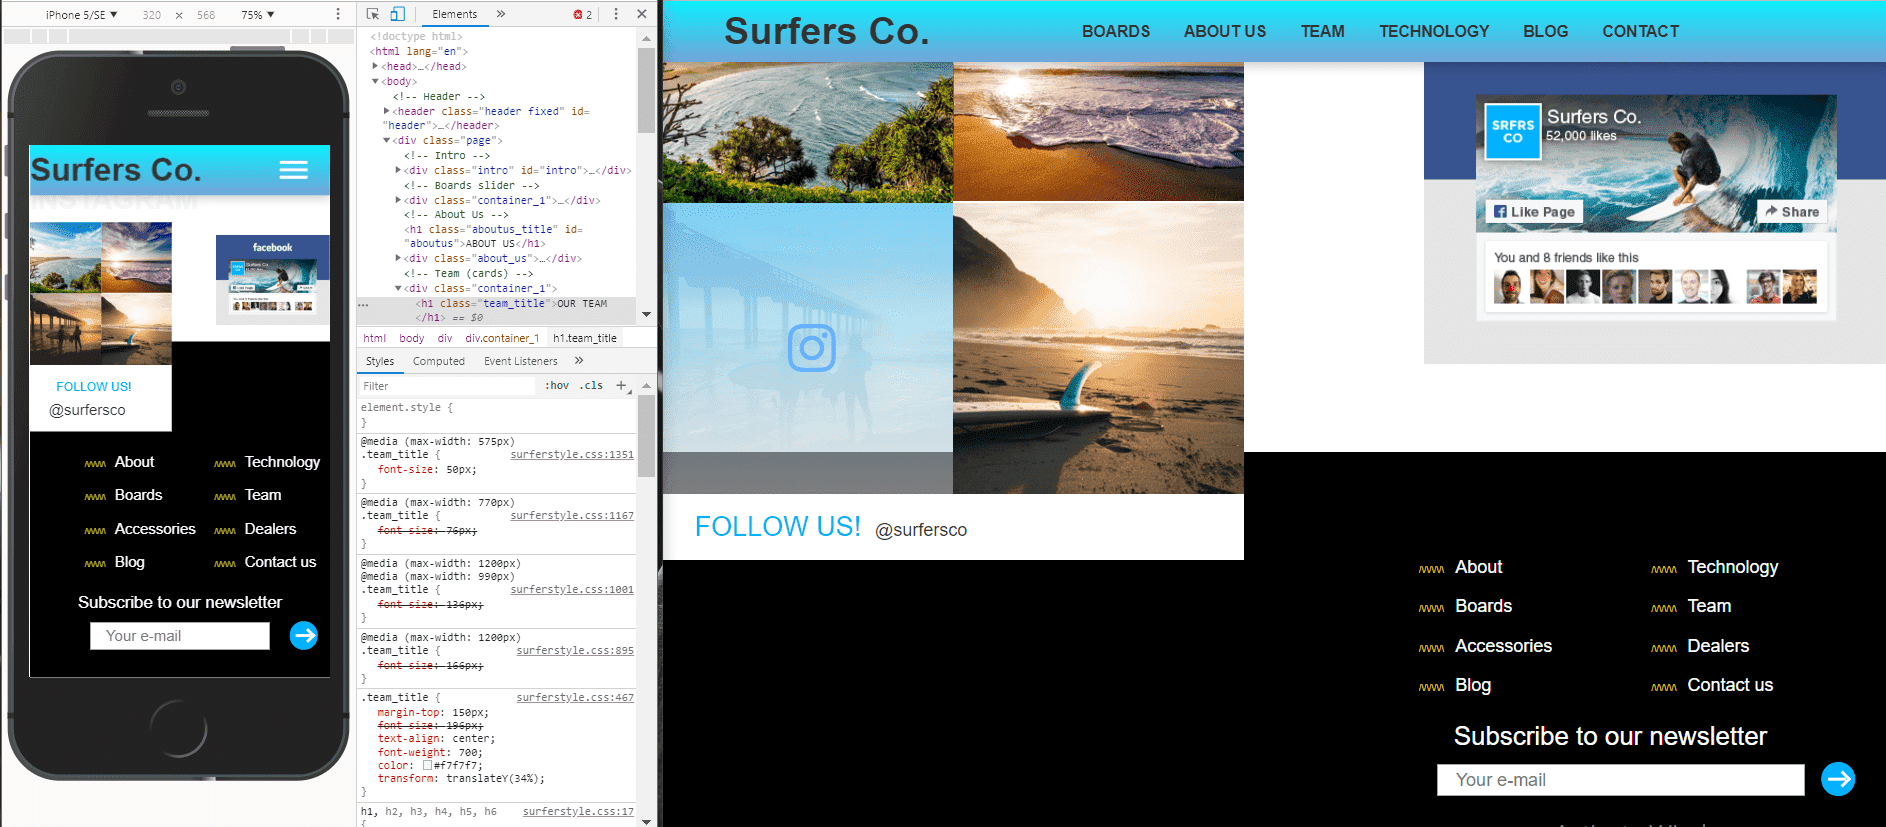 iPhone 5/SE ▼ 320 × 568 75% ▼
Surfers Co.
INSTAGRAM
facebook
Surfers Co.
FOLLOW US!
@surfersco
About
Technology
Boards
Team
Accessories
Dealers
Blog
Contact us
Subscribe to our newsletter
Your e-mail
Elements » 2
<!doctype html>
<html lang="en">
<head>…</head>
<body>
<!-- Header -->
<header class="header fixed" id=
"header">…</header>
<div class="page">
<!-- Intro -->
<div class="intro" id="intro">…</div>
<!-- Boards slider -->
<div class="container_1">…</div>
<!-- About Us -->
<h1 class="aboutus_title" id=
"aboutus">ABOUT US</h1>
<div class="about_us">…</div>
<!-- Team (cards) -->
<div class="container_1">
<h1 class="team_title">OUR TEAM
</h1> == $0
html body div div.container_1 h1.team_title
Styles Computed Event Listeners »
Filter :hov .cls +
element.style {
}
@media (max-width: 575px)
.team_title { surferstyle.css:1351
font-size: 50px;
}
@media (max-width: 770px)
.team_title { surferstyle.css:1167
font-size: 76px;
}
@media (max-width: 1200px)
@media (max-width: 990px)
.team_title { surferstyle.css:1001
font-size: 136px;
}
@media (max-width: 1200px)
.team_title { surferstyle.css:895
font-size: 166px;
}
.team_title { surferstyle.css:467
margin-top: 150px;
font-size: 196px;
text-align: center;
font-weight: 700;
color: #f7f7f7;
transform: translateY(34%);
}
h1, h2, h3, h4, h5, h6 surferstyle.css:17
{
Surfers Co.
BOARDS ABOUT US TEAM TECHNOLOGY BLOG CONTACT
SRFRS
CO
Surfers Co.
52,000 likes
Like Page
Share
You and 8 friends like this
FOLLOW US! @surfersco
About
Technology
Boards
Team
Accessories
Dealers
Blog
Contact us
Subscribe to our newsletter
Your e-mail